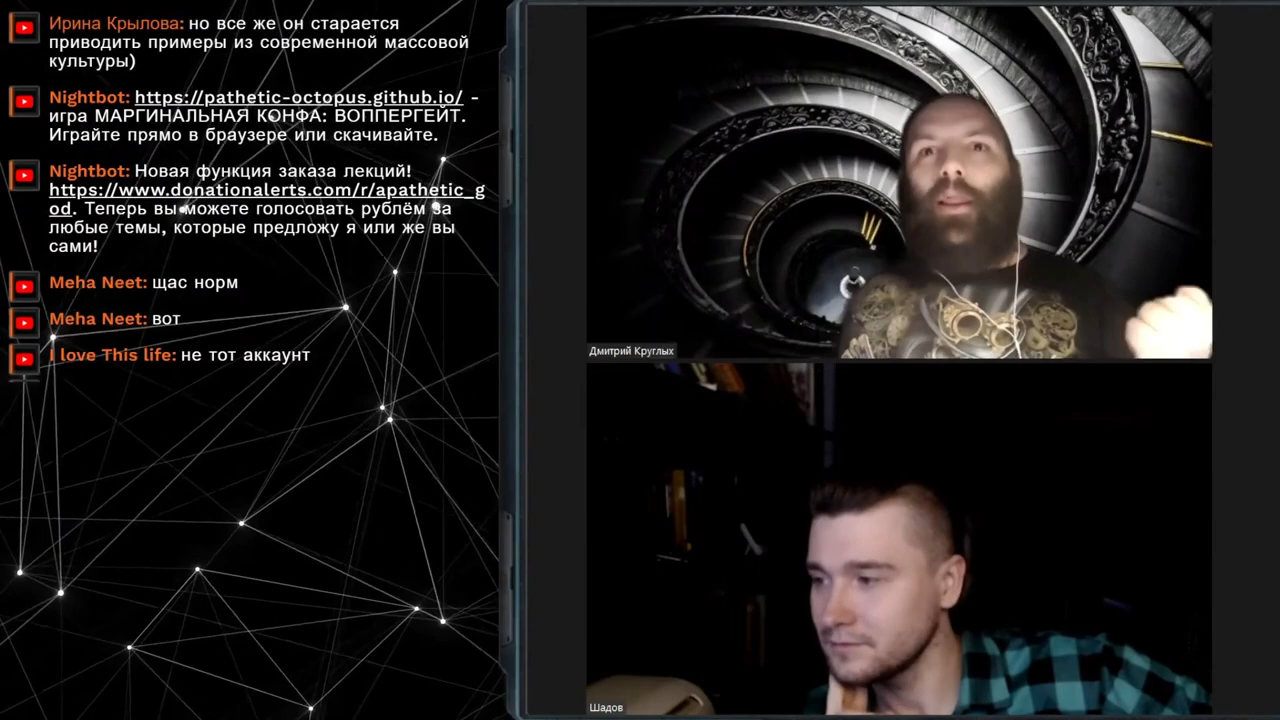 Ирина Крылова: но все же он старается
приводить примеры из современной массовой
культуры)
Nightbot: https://pathetic-octopus.github.io/ -
игра МАРГИНАЛЬНАЯ КОНФА: ВОППЕРГЕЙТ.
Играйте прямо в браузере или скачивайте.
Nightbot: Новая функция заказа лекций!
https://www.donationalerts.com/r/apathetic_g
od. Теперь вы можете голосовать рублём за
любые темы, которые предложу я или же вы
сами!
Meha Neet: щас норм
Meha Neet: вот
I love This life: не тот аккаунт
Дмитрий Круглых
Шадов